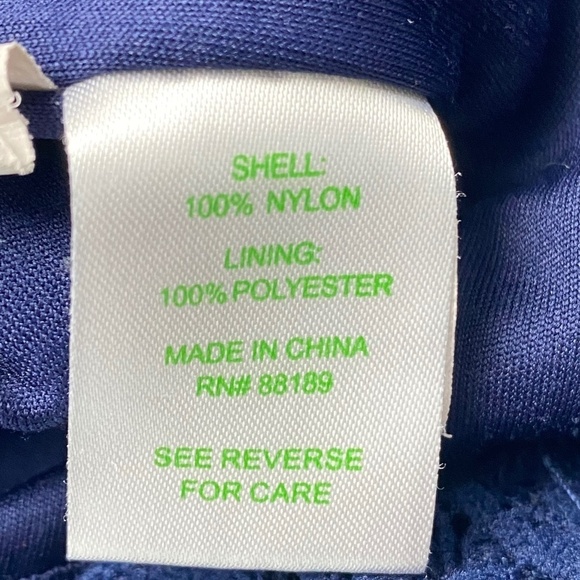 SHELL:
100% NYLON
LINING:
100% POLYESTER
MADE IN CHINA
RN# 88189
SEE REVERSE
FOR CARE